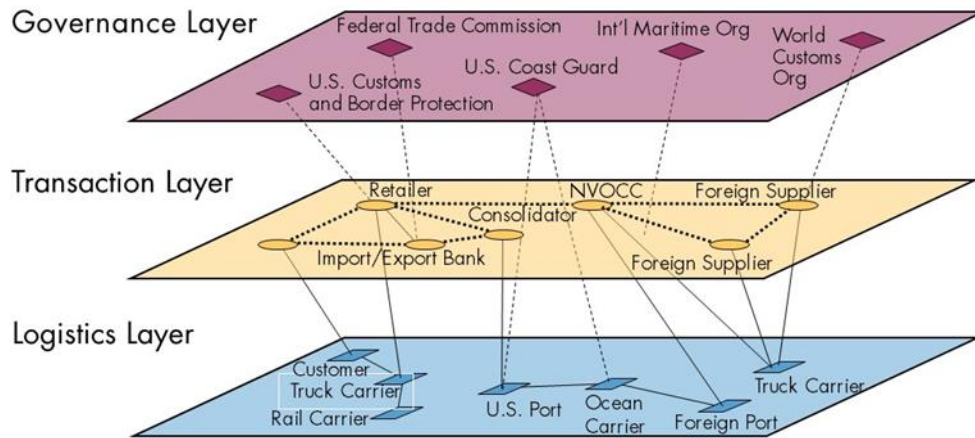 Governance Layer
Federal Trade Commission
Int'l Maritime Org
World
Customs
Org
U.S. Coast Guard
U.S. Customs
and Border Protection
Transaction Layer
Retailer
NVOCC
Foreign Supplier
Consolidator
Import/Export Bank
Foreign Supplier
Logistics Layer
Customer
Truck Carrier
Rail Carrier
U.S. Port
Ocean
Carrier
Foreign Port
Truck Carrier